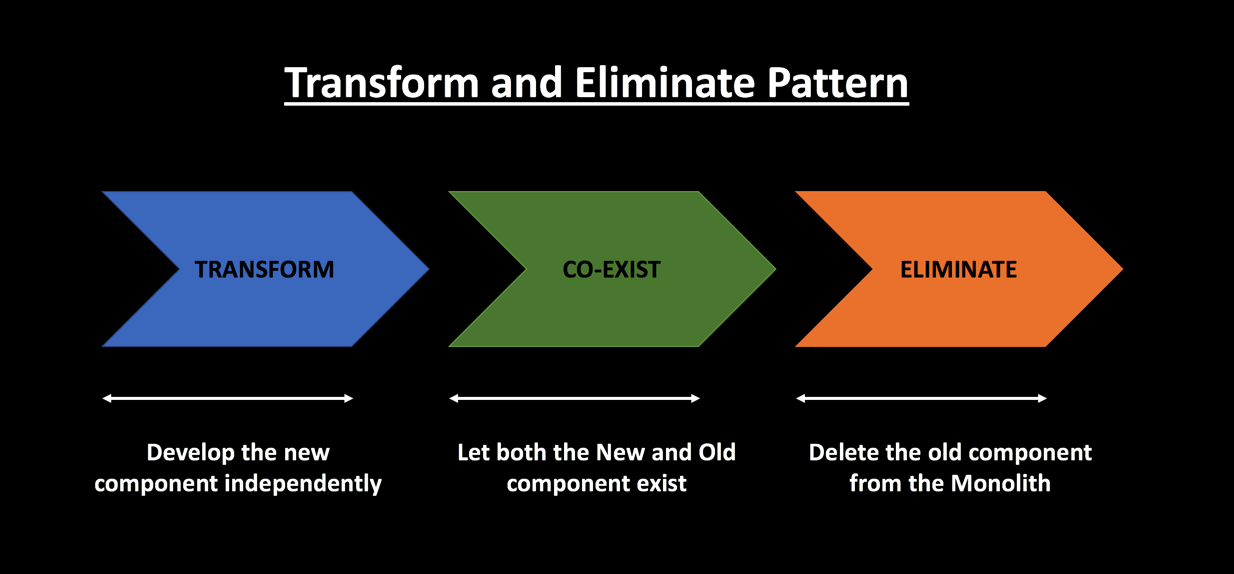 Transform and Eliminate Pattern
TRANSFORM
CO-EXIST
ELIMINATE
Develop the new
component independently
Let both the New and Old
component exist
Delete the old component
from the Monolith